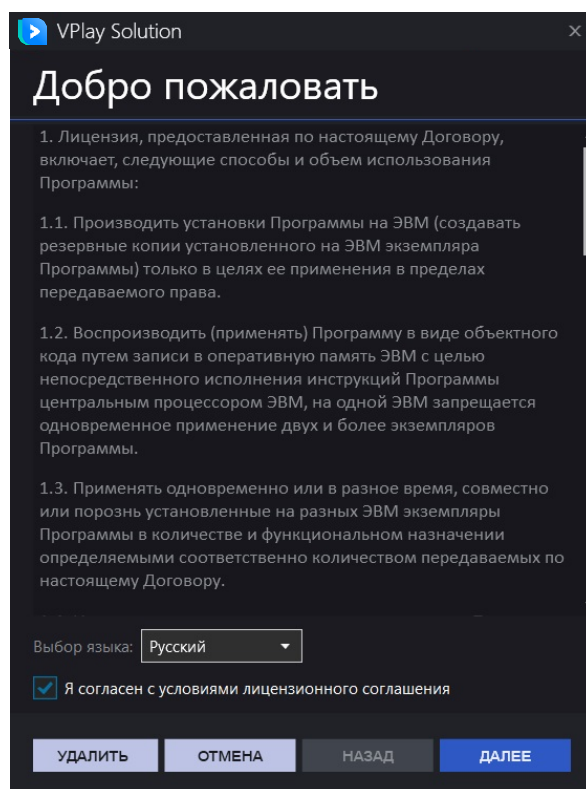 VPlay Solution
Добро пожаловать
1. Лицензия, предоставленная по настоящему Договору,
включает, следующие способы и объем использования
Программы:
1.1. Производить установки Программы на ЭВМ (создавать
резервные копии установленного на ЭВМ экземпляра
Программы) только в целях ее применения в пределах
передаваемого права.
1.2. Воспроизводить (применять) Программу в виде объектного
кода путем записи в оперативную память ЭВМ с целью
непосредственного исполнения инструкций Программы
центральным процессором ЭВМ, на одной ЭВМ запрещается
одновременное применение двух и более экземпляров
Программы.
1.3. Применять одновременно или в разное время, совместно
или порознь установленные на разных ЭВМ экземпляры
Программы в количестве и функциональном назначении
определяемыми соответственно количеством передаваемых по
настоящему Договору.
Выбор языка: Русский
Я согласен с условиями лицензионного соглашения
УДАЛИТЬ ОТМЕНА НАЗАД ДАЛЕЕ